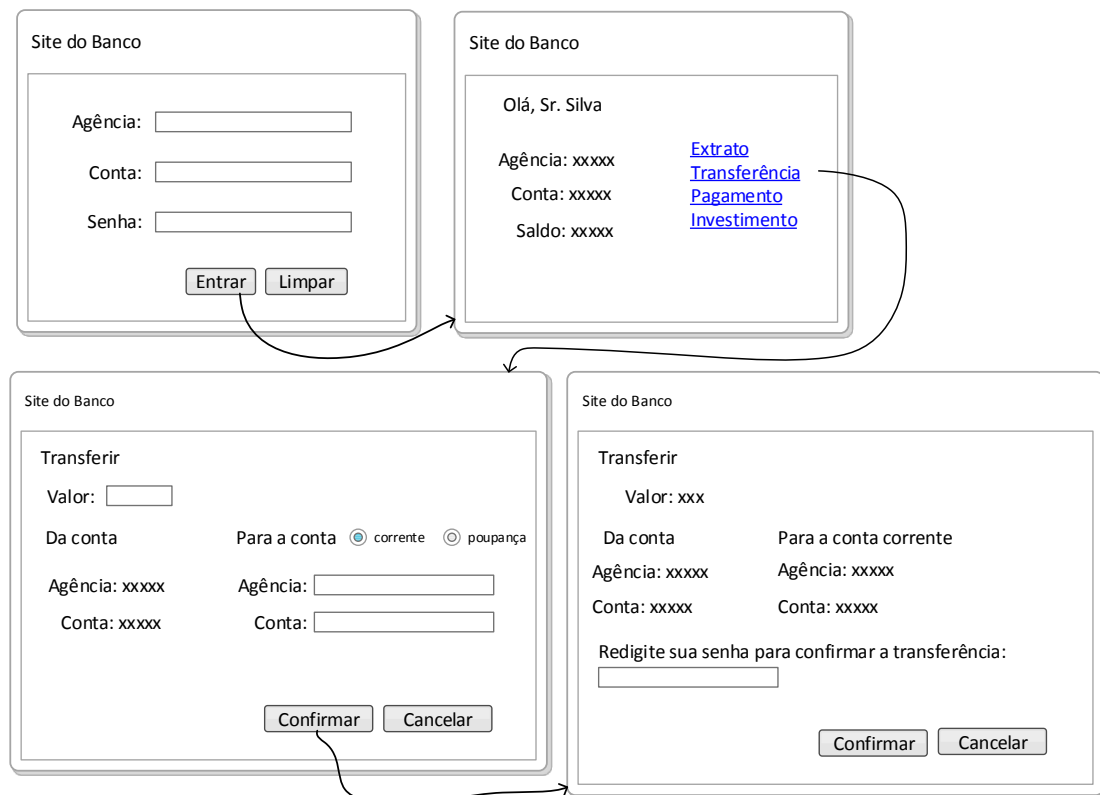 Site do Banco
Agência:
Conta:
Senha:
Entrar Limpar
Site do Banco
Olá, Sr. Silva
Agência: xxxxx
Conta: xxxxx
Saldo: xxxxx
Extrato
Transferência
Pagamento
Investimento
Site do Banco
Transferir
Valor:
Da conta Para a conta corrente poupança
Agência: xxxxx Agência:
Conta: xxxxx Conta:
Confirmar Cancelar
Site do Banco
Transferir
Valor: xxx
Da conta Para a conta corrente
Agência: xxxxx Agência: xxxxx
Conta: xxxxx Conta: xxxxx
Redigite sua senha para confirmar a transferência:
Confirmar Cancelar